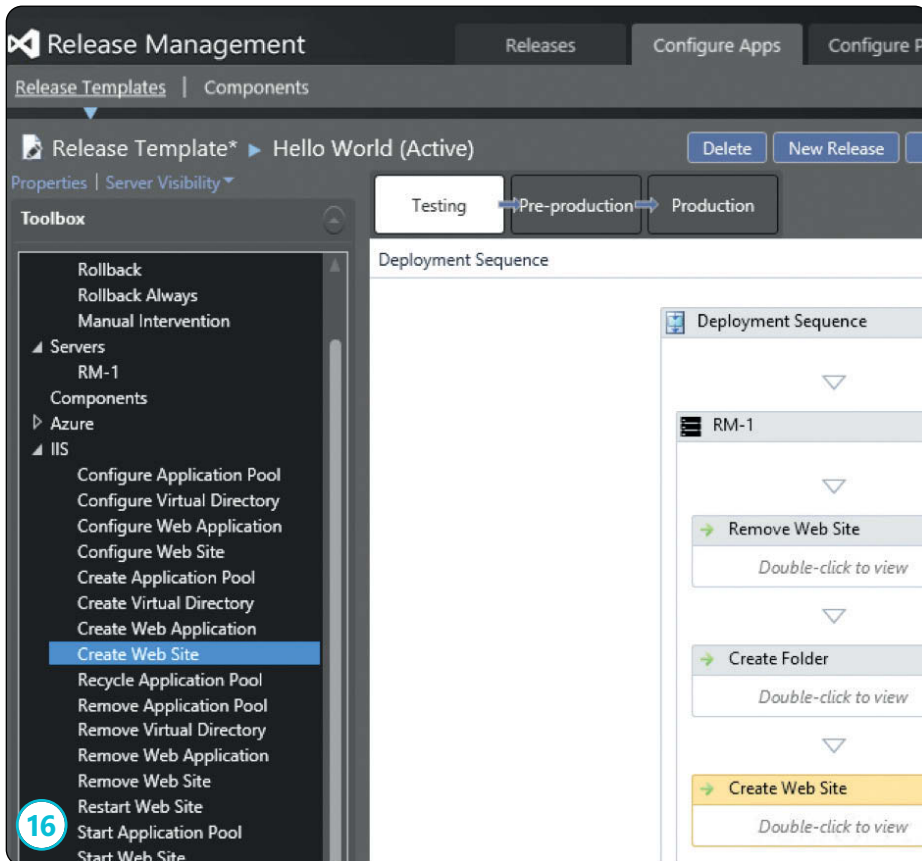 Release Management
Releases
Configure Apps
Configure P
Release Templates | Components
Release Template* Hello World (Active)
Delete
New Release
Properties | Server Visibility
Testing
Pre-production
Production
Toolbox
Deployment Sequence
Rollback
Rollback Always
Manual Intervention
Servers
RM-1
Components
Azure
IIS
Configure Application Pool
Configure Virtual Directory
Configure Web Application
Configure Web Site
Create Application Pool
Create Virtual Directory
Create Web Application
Create Web Site
Recycle Application Pool
Remove Application Pool
Remove Virtual Directory
Remove Web Application
Remove Web Site
Restart Web Site
Start Application Pool
Start Web Site
16
Deployment Sequence
RM-1
Remove Web Site
Double-click to view
Create Folder
Double-click to view
Create Web Site
Double-click to view